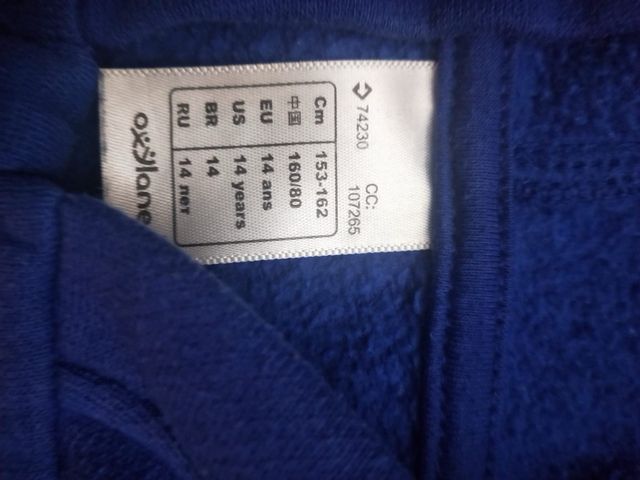 74230 CC:
107265
Cm 153-162
中国 160/80
EU 14 ans
US 14 years
BR 14
RU 14 лет
oxylane